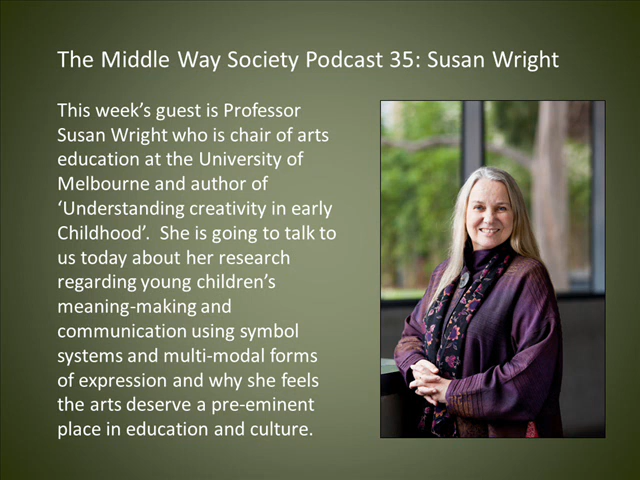 The Middle Way Society Podcast 35: Susan Wright
This week’s guest is Professor
Susan Wright who is chair of arts
education at the University of
Melbourne and author of
‘Understanding creativity in early
Childhood’.  She is going to talk to
us today about her research
regarding young children’s
meaning-making and
communication using symbol
systems and multi-modal forms
of expression and why she feels
the arts deserve a pre-eminent
place in education and culture.